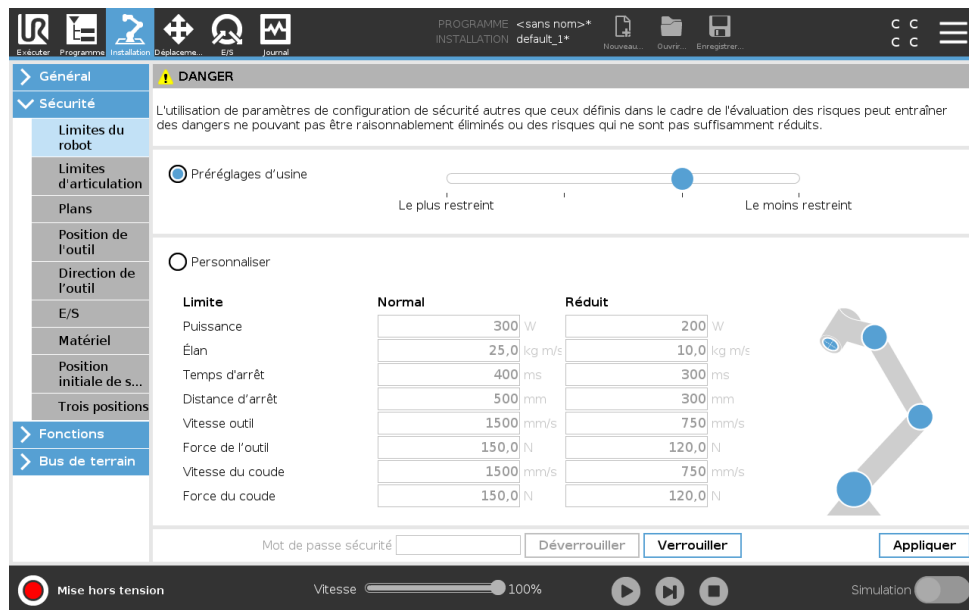 PROGRAMME <sans nom>*
INSTALLATION default_1*
Exécuter Programme Installation Déplaceme... E/S Journal Nouveau... Ouvrir... Enregistrer...
C C
C C
Général
Sécurité
Limites du
robot
Limites
d'articulation
Plans
Position de
l'outil
Direction de
l'outil
E/S
Matériel
Position
initiale de s...
Trois positions
Fonctions
Bus de terrain
DANGER
L'utilisation de paramètres de configuration de sécurité autres que ceux définis dans le cadre de l'évaluation des risques peut entraîner
des dangers ne pouvant pas être raisonnablement éliminés ou des risques qui ne sont pas suffisamment réduits.
Préréglages d'usine
Le plus restreint Le moins restreint
Personnaliser
Limite Normal Réduit
Puissance 300 W 200 W
Élan 25,0 kg m/s 10,0 kg m/s
Temps d'arrêt 400 ms 300 ms
Distance d'arrêt 500 mm 300 mm
Vitesse outil 1500 mm/s 750 mm/s
Force de l'outil 150,0 N 120,0 N
Vitesse du coude 1500 mm/s 750 mm/s
Force du coude 150,0 N 120,0 N
Mot de passe sécurité Déverrouiller Verrouiller Appliquer
Mise hors tension Vitesse 100% Simulation